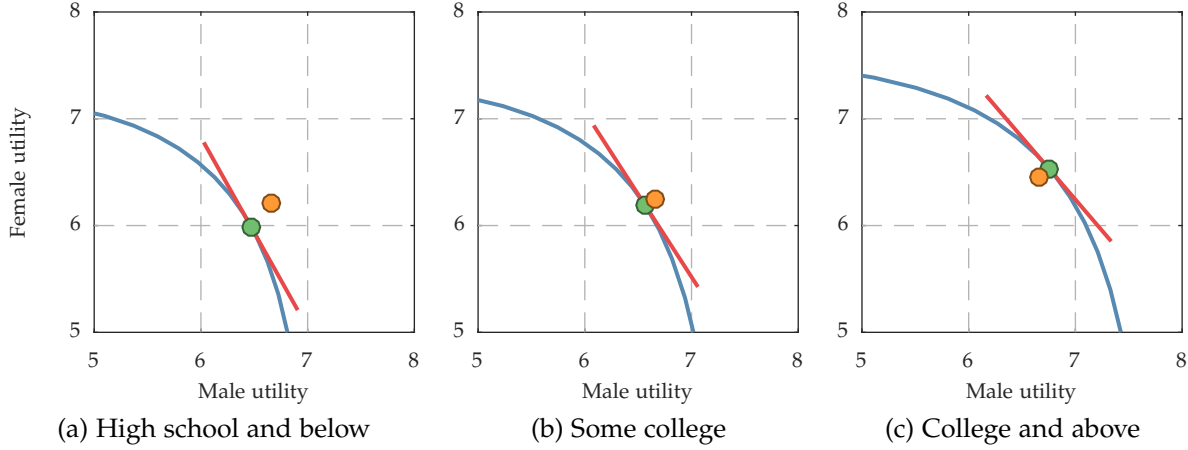 8
7
6
5
Female utility
5 6 7 8
Male utility
(a) High school and below
8
7
6
5
5 6 7 8
Male utility
(b) Some college
8
7
6
5
5 6 7 8
Male utility
(c) College and above